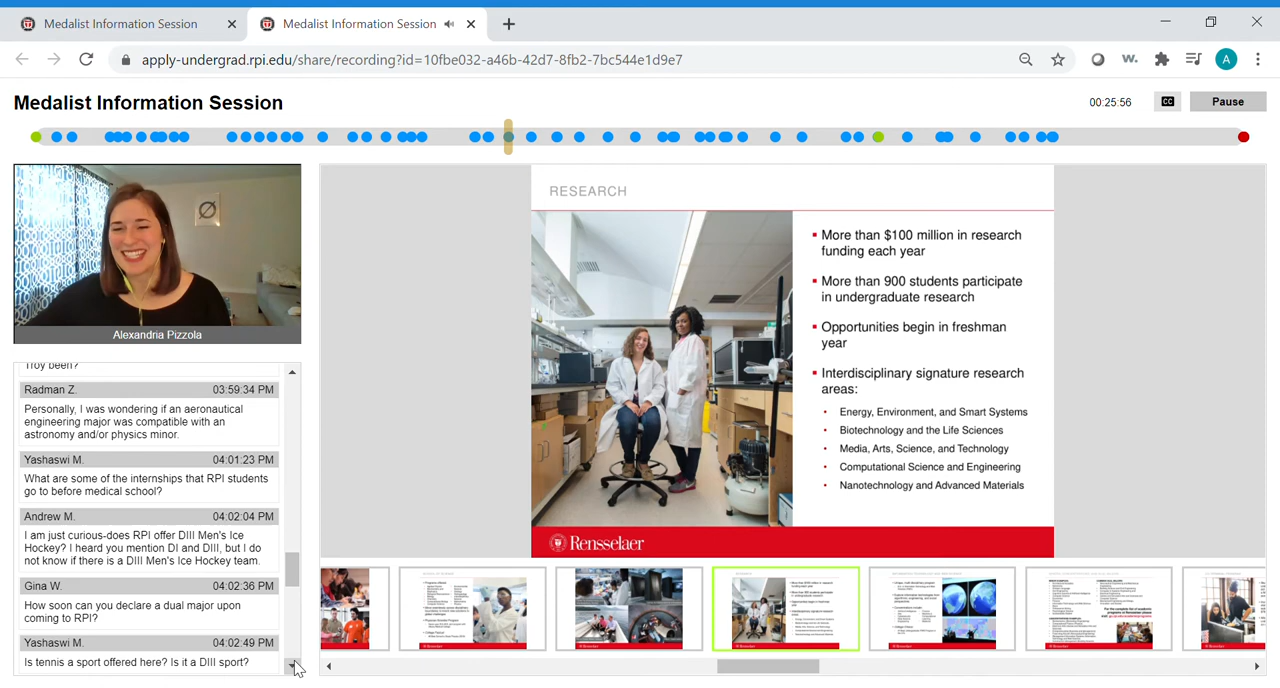 Medalist Information Session
Medalist Information Session
apply-undergrad.rpi.edu/share/recording?id=10fbe032-a46b-42d7-8fb2-7bc544e1d9e7
w.
A
Medalist Information Session
00:25:56
CC
Pause
Alexandria Pizzola
Troy been?
Radman Z. 03:59:34 PM
Personally, I was wondering if an aeronautical
engineering major was compatible with an
astronomy and/or physics minor.
Yashaswi M. 04:01:23 PM
What are some of the internships that RPI students
go to before medical school?
Andrew M. 04:02:04 PM
I am just curious-does RPI offer DIII Men's Ice
Hockey? I heard you mention DI and DIII, but I do
not know if there is a DIII Men's Ice Hockey team.
Gina W. 04:02:36 PM
How soon can you declare a dual major upon
coming to RPI?
Yashaswi M. 04:02:49 PM
Is tennis a sport offered here? Is it a DIII sport?
RESEARCH
More than $100 million in research
funding each year
More than 900 students participate
in undergraduate research
Opportunities begin in freshman
year
Interdisciplinary signature research
areas:
Energy, Environment, and Smart Systems
Biotechnology and the Life Sciences
Media, Arts, Science, and Technology
Computational Science and Engineering
Nanotechnology and Advanced Materials
Rensselaer